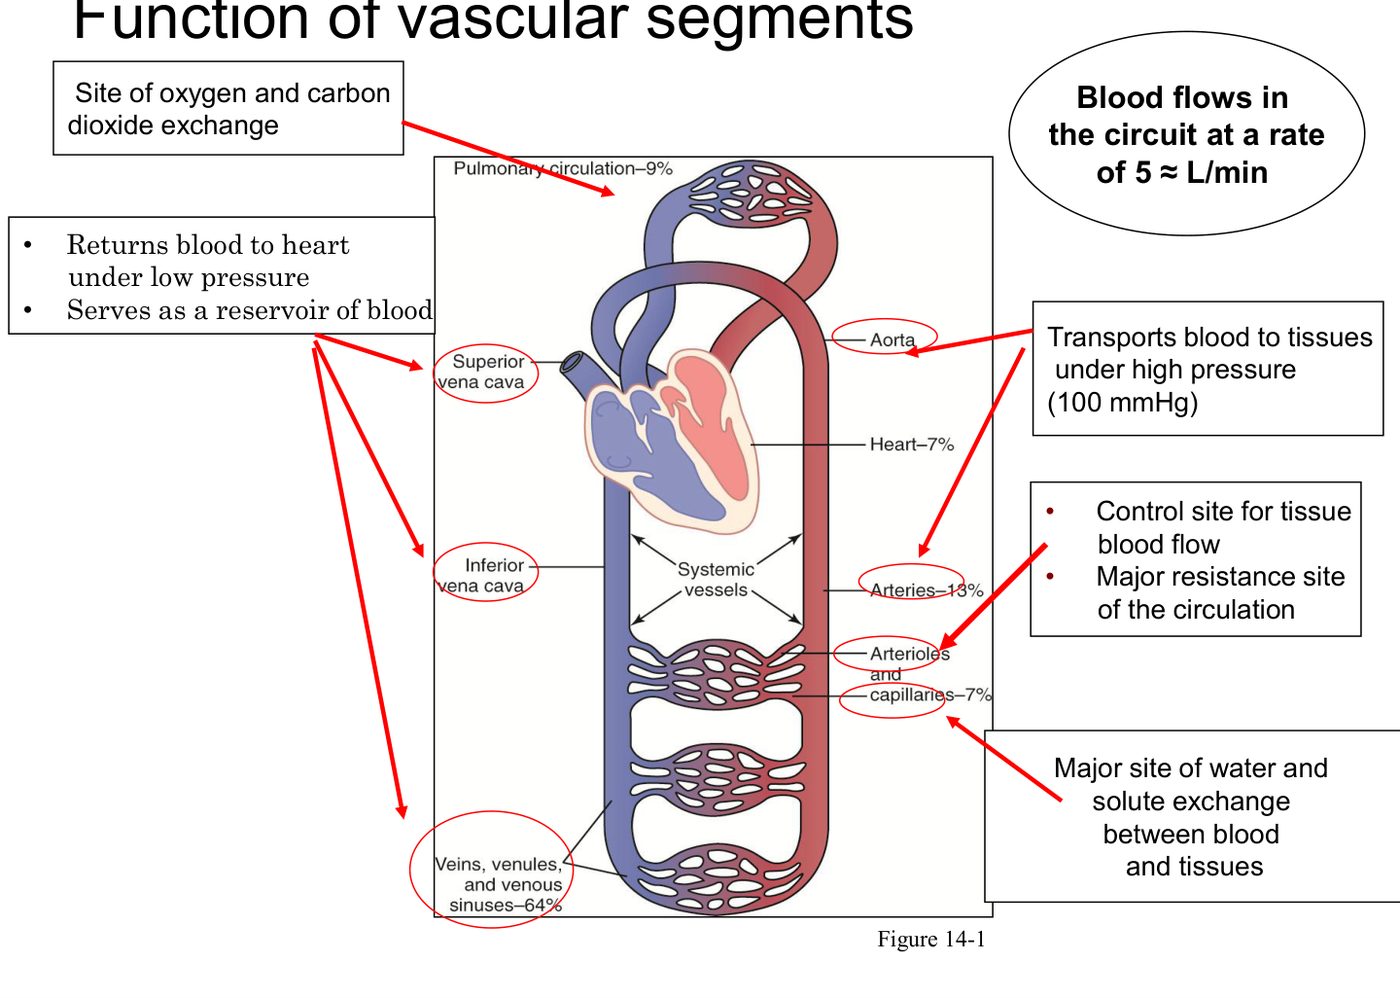 Function of vascular segments
Site of oxygen and carbon
dioxide exchange
Blood flows in
the circuit at a rate
of 5 ≈ L/min
Pulmonary circulation–9%
• Returns blood to heart
under low pressure
• Serves as a reservoir of blood
Superior
vena cava
Aorta
Transports blood to tissues
under high pressure
(100 mmHg)
Heart–7%
• Control site for tissue
blood flow
• Major resistance site
of the circulation
Inferior
vena cava
Systemic
vessels
Arteries–13%
Arterioles
and
capillaries–7%
Major site of water and
solute exchange
between blood
and tissues
Veins, venules,
and venous
sinuses–64%
Figure 14-1